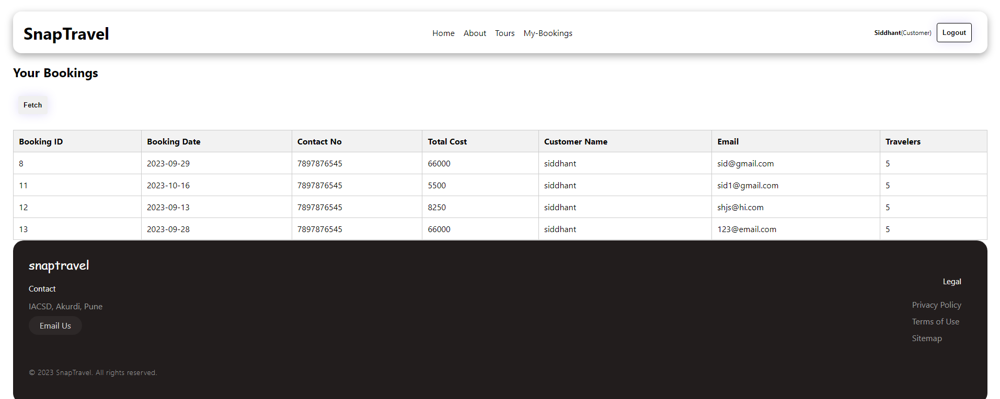 SnapTravel
Home About Tours My-Bookings
Siddhant(Customer) Logout
Your Bookings
Fetch
Booking ID Booking Date Contact No Total Cost Customer Name Email Travelers
8 2023-09-29 7897876545 66000 siddhant sid@gmail.com 5
11 2023-10-16 7897876545 5500 siddhant sid1@gmail.com 5
12 2023-09-13 7897876545 8250 siddhant shjs@hi.com 5
13 2023-09-28 7897876545 66000 siddhant 123@email.com 5
snaptravel
Contact
IACSD, Akurdi, Pune
Email Us
Legal
Privacy Policy
Terms of Use
Sitemap
© 2023 SnapTravel. All rights reserved.